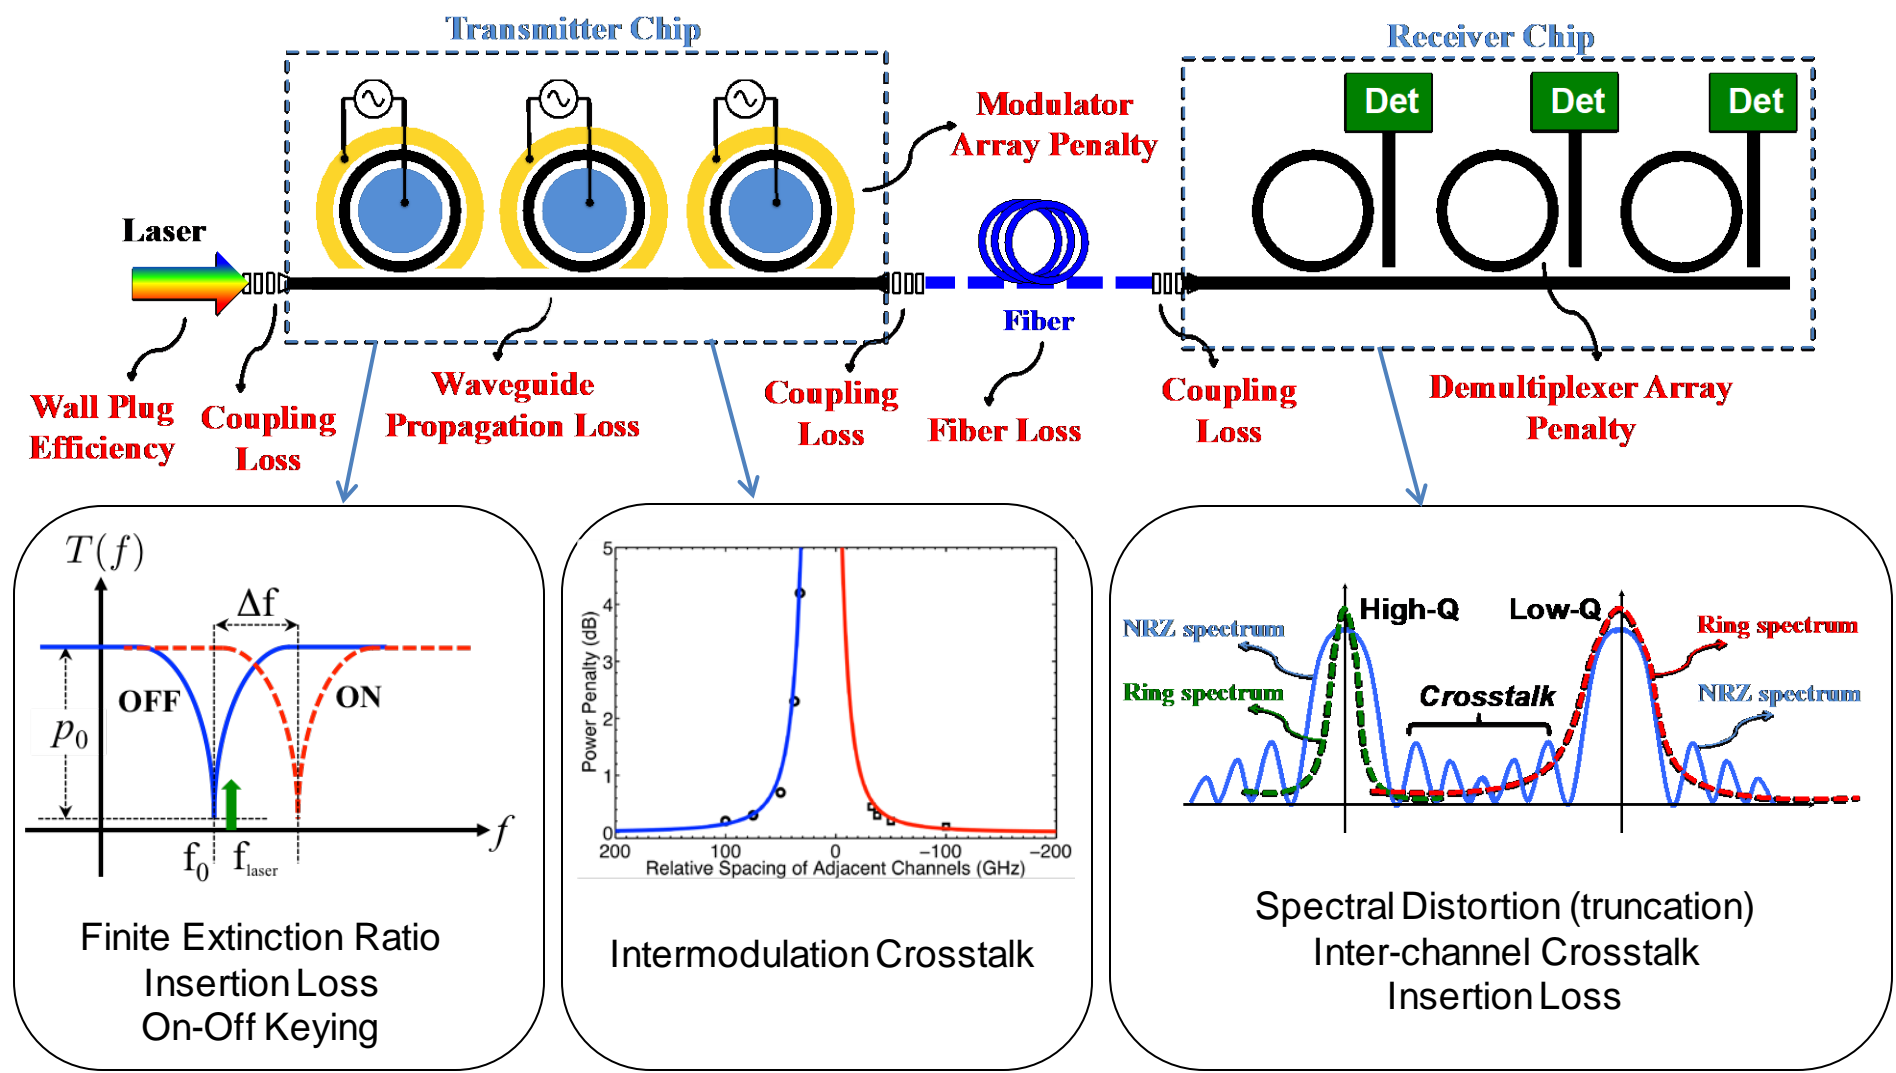 Transmitter Chip
Receiver Chip
Det
Det
Det
Modulator
Array Penalty
Laser
Fiber
Wall Plug
Efficiency
Coupling
Loss
Waveguide
Propagation Loss
Coupling
Loss
Fiber Loss
Coupling
Loss
Demultiplexer Array
Penalty
T(f)
Δf
OFF
ON
p0
f
f0
flaser
Finite Extinction Ratio
Insertion Loss
On-Off Keying
Power Penalty (dB)
5
4
3
2
1
0
200
100
0
−100
−200
Relative Spacing of Adjacent Channels (GHz)
Intermodulation Crosstalk
High-Q
Low-Q
NRZ spectrum
Ring spectrum
Ring spectrum
Crosstalk
NRZ spectrum
Spectral Distortion (truncation)
Inter-channel Crosstalk
Insertion Loss